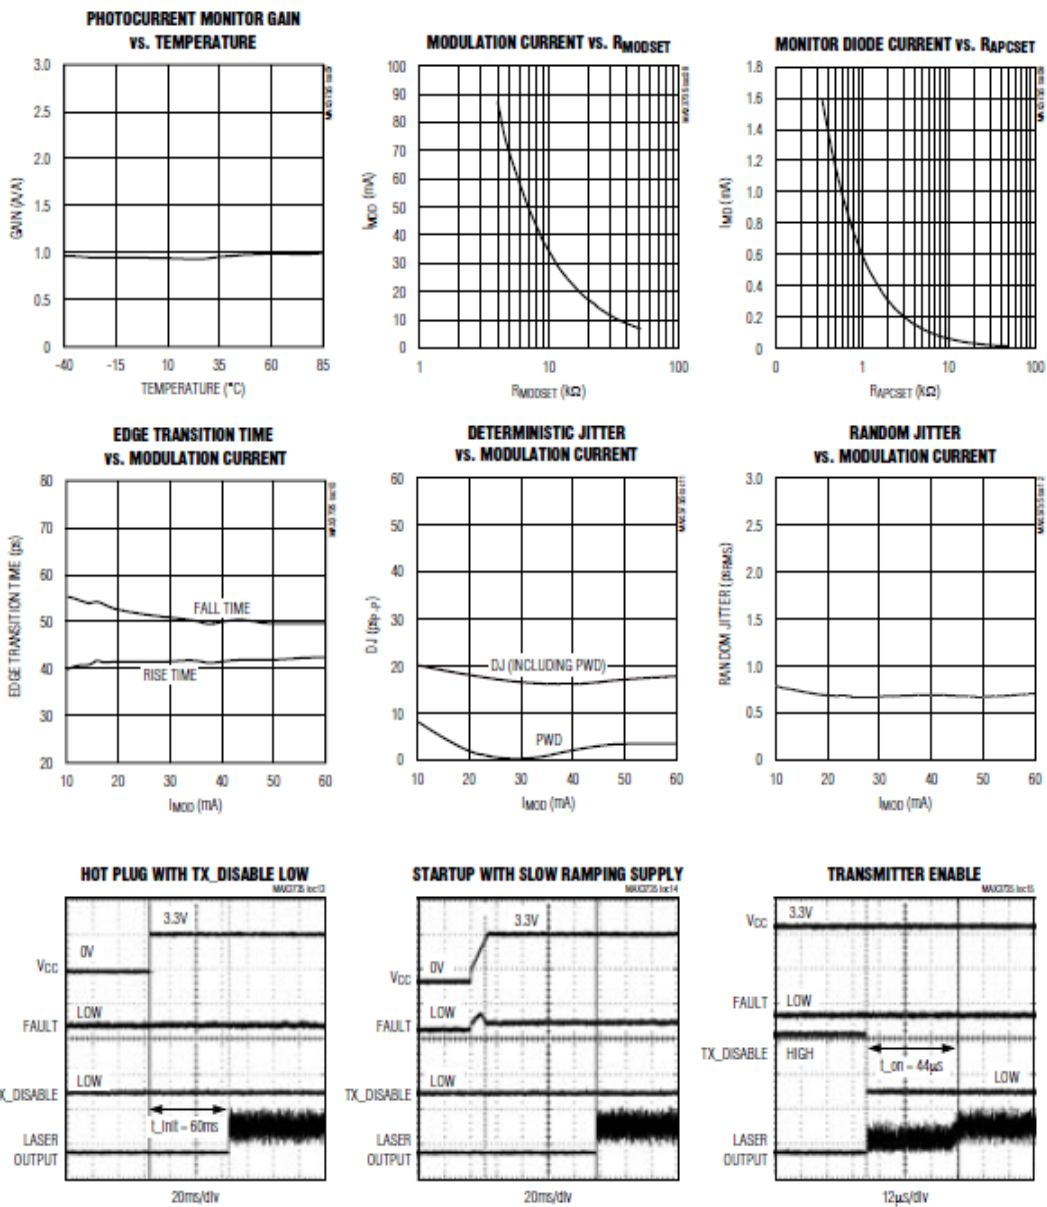 PHOTOCURRENT MONITOR GAIN
vs. TEMPERATURE
3.0
2.5
2.0
1.5
1.0
0.5
0
GAIN (A/A)
-40 -15 10 35 60 85
TEMPERATURE (°C)
MODULATION CURRENT vs. RMODSET
100
90
80
70
60
50
40
30
20
10
0
IMOD (mA)
1 10 100
RMODSET (kΩ)
MONITOR DIODE CURRENT vs. RAPCSET
1.8
1.6
1.4
1.2
1.0
0.8
0.6
0.4
0.2
0
IMD (mA)
0 1 10 100
RAPCSET (kΩ)
EDGE TRANSITION TIME
vs. MODULATION CURRENT
80
70
60
50
40
30
20
EDGE TRANSITION TIME (ps)
FALL TIME
RISE TIME
10 20 30 40 50 60
IMOD (mA)
DETERMINISTIC JITTER
vs. MODULATION CURRENT
60
50
40
30
20
10
0
DJ (psP-P)
DJ (INCLUDING PWD)
PWD
10 20 30 40 50 60
IMOD (mA)
RANDOM JITTER
vs. MODULATION CURRENT
3.0
2.5
2.0
1.5
1.0
0.5
0
RANDOM JITTER (psRMS)
10 20 30 40 50 60
IMOD (mA)
HOT PLUG WITH TX_DISABLE LOW
MAX3735 toc13
3.3V
0V
VCC
LOW
FAULT
LOW
TX_DISABLE
t_init = 60ms
LASER
OUTPUT
20ms/div
STARTUP WITH SLOW RAMPING SUPPLY
MAX3735 toc14
3.3V
0V
VCC
LOW
FAULT
LOW
TX_DISABLE
LASER
OUTPUT
20ms/div
TRANSMITTER ENABLE
MAX3735 toc15
VCC
3.3V
FAULT
LOW
TX_DISABLE
HIGH
t_on = 44µs
LOW
LASER
OUTPUT
12µs/div